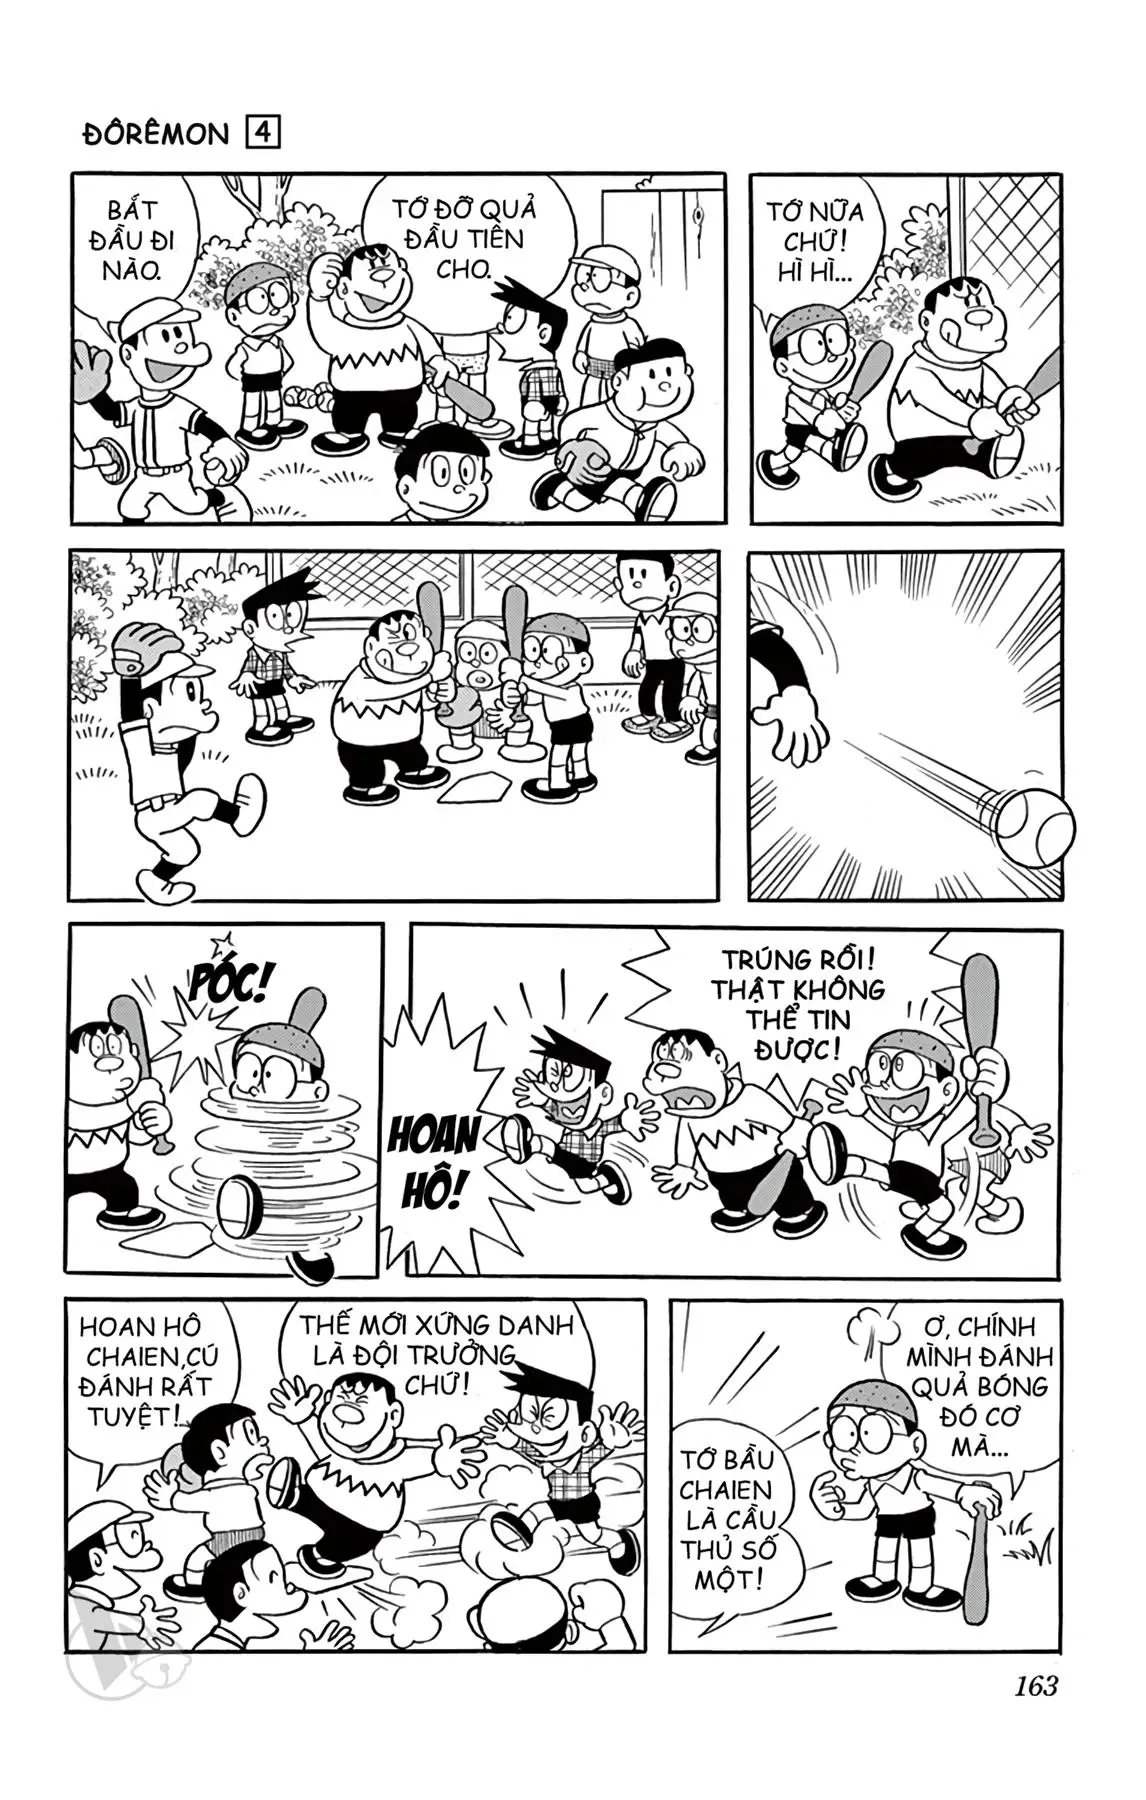 ĐÔRÊMON 4
BẮT
ĐẦU ĐI
NÀO.
TỚ ĐỠ QUẢ
ĐẦU TIÊN
CHO.
TỚ NỮA
CHỨ!
HÌ HÌ...
PÓC!
HOAN
HÔ!
TRÚNG RỒI!
THẬT KHÔNG
THỂ TIN
ĐƯỢC!
HOAN HÔ
CHAIEN,CÚ
ĐÁNH RẤT
TUYỆT!
THẾ MỚI XỨNG DANH
LÀ ĐỘI TRƯỞNG
CHỨ!
Ơ, CHÍNH
MÌNH ĐÁNH
QUẢ BÓNG
ĐÓ CƠ
MÀ...
TỚ BẦU
CHAIEN
LÀ CẦU
THỦ SỐ
MỘT!
163